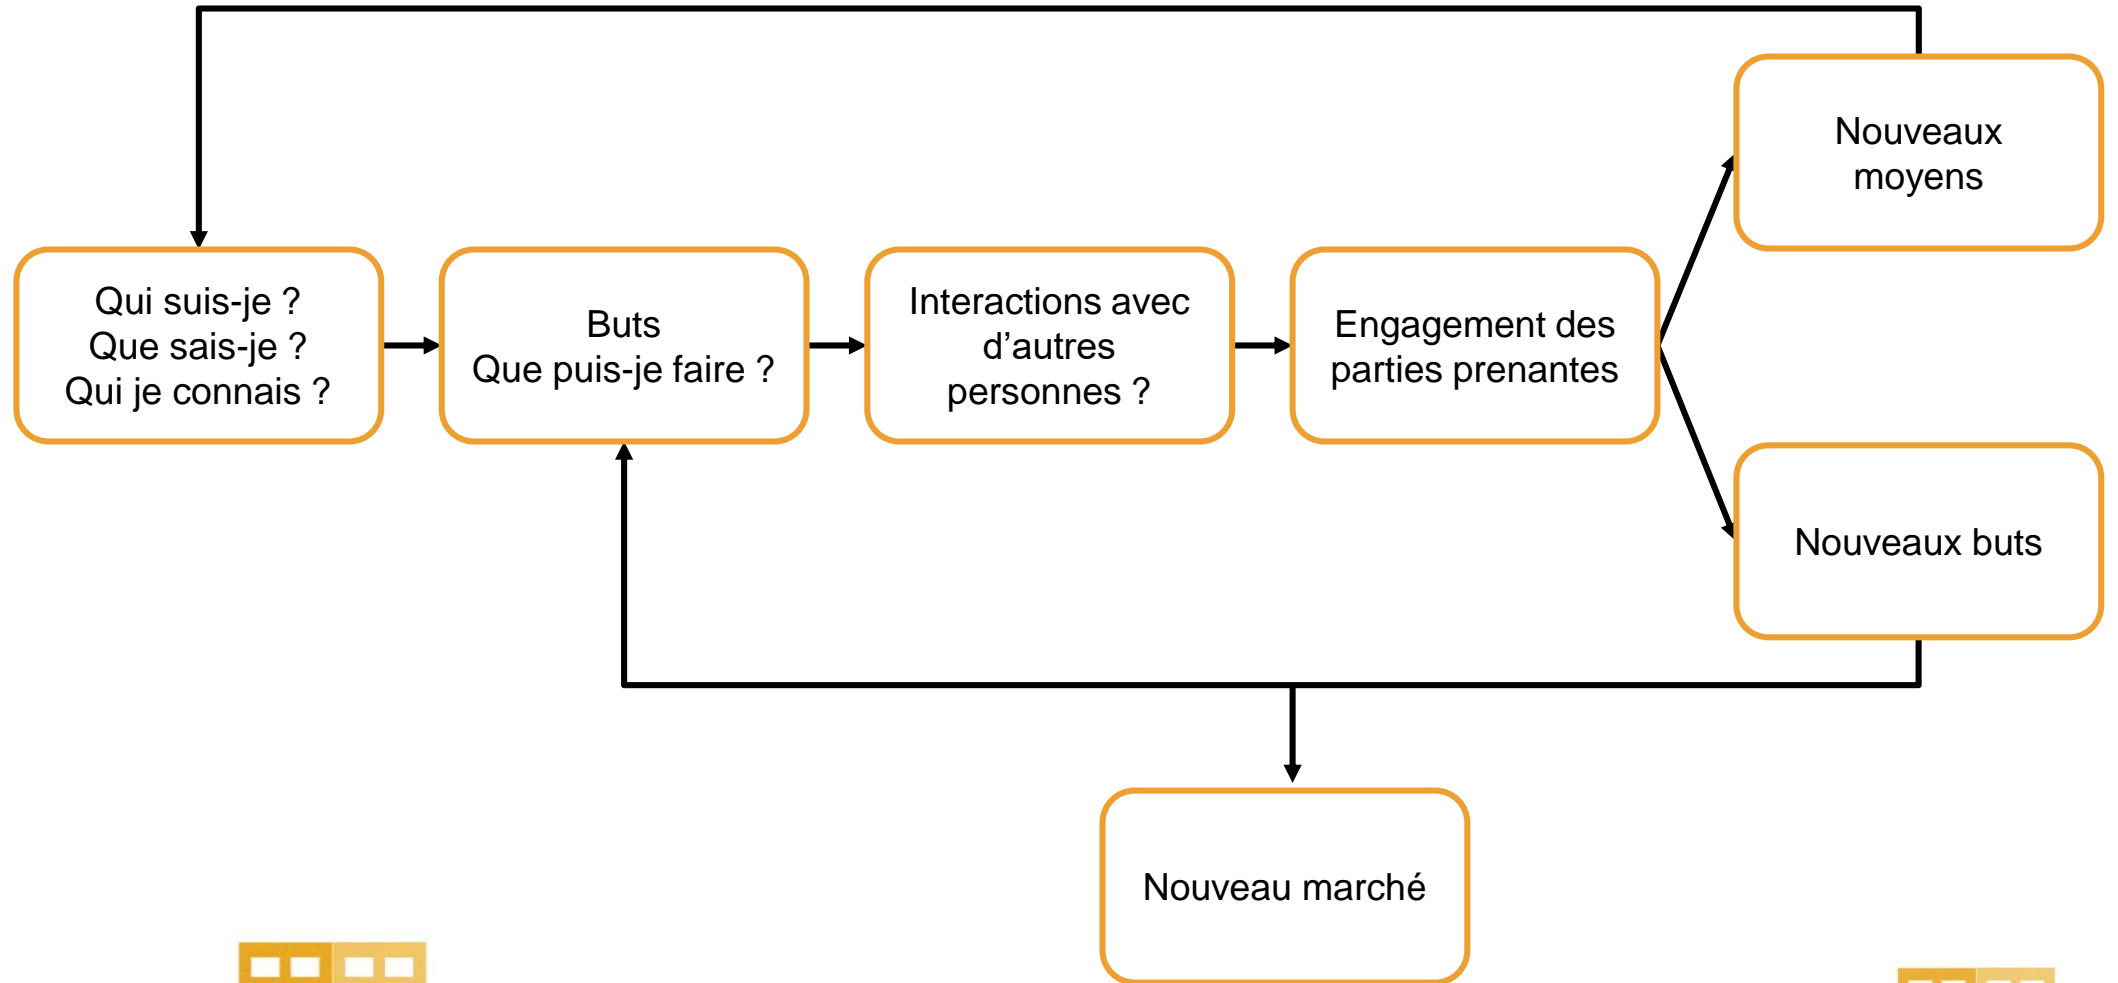 Nouveaux
moyens
Qui suis-je ?
Que sais-je ?
Qui je connais ?
Buts
Que puis-je faire ?
Interactions avec
d’autres
personnes ?
Engagement des
parties prenantes
Nouveaux buts
Nouveau marché